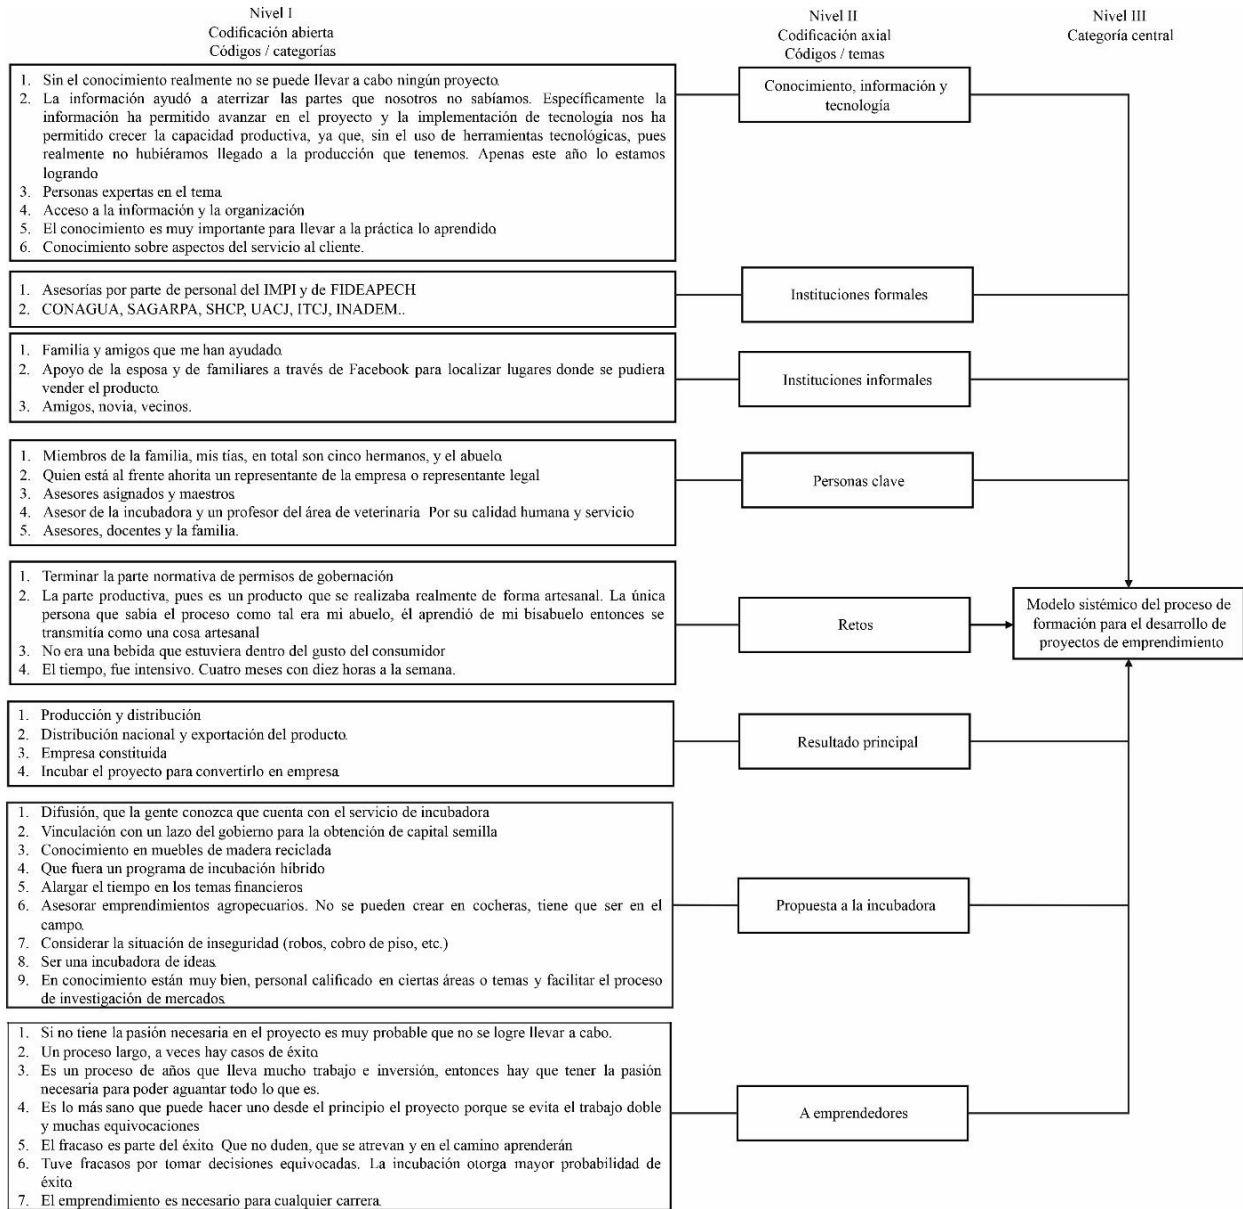 Nivel I
Codificación abierta
Códigos / categorías
Nivel II
Codificación axial
Códigos / temas
Nivel III
Categoría central
1. Sin el conocimiento realmente no se puede llevar a cabo ningún proyecto.
2. La información ayudó a aterrizar las partes que nosotros no sabíamos. Específicamente la
información ha permitido avanzar en el proyecto y la implementación de tecnología nos ha
permitido crecer la capacidad productiva, ya que, sin el uso de herramientas tecnológicas, pues
realmente no hubiéramos llegado a la producción que tenemos. Apenas este año lo estamos
logrando
3. Personas expertas en el tema
4. Acceso a la información y la organización
5. El conocimiento es muy importante para llevar a la práctica lo aprendido
6. Conocimiento sobre aspectos del servicio al cliente.
Conocimiento, información y
tecnología
1. Asesorías por parte de personal del IMPI y de FIDEAPECH
2. CONAGUA, SAGARPA, SHCP, UACJ, ITCJ, INADEM..
Instituciones formales
1. Familia y amigos que me han ayudado
2. Apoyo de la esposa y de familiares a través de Facebook para localizar lugares donde se pudiera
vender el producto.
3. Amigos, novia, vecinos.
Instituciones informales
1. Miembros de la familia, mis tías, en total son cinco hermanos, y el abuelo
2. Quien está al frente ahorita un representante de la empresa o representante legal
3. Asesores asignados y maestros
4. Asesor de la incubadora y un profesor del área de veterinaria Por su calidad humana y servicio
5. Asesores, docentes y la familia.
Personas clave
1. Terminar la parte normativa de permisos de gobernación
2. La parte productiva, pues es un producto que se realizaba realmente de forma artesanal. La única
persona que sabía el proceso como tal era mi abuelo, él aprendió de mi bisabuelo entonces se
transmitía como una cosa artesanal
3. No era una bebida que estuviera dentro del gusto del consumidor
4. El tiempo, fue intensivo. Cuatro meses con diez horas a la semana.
Retos
Modelo sistémico del proceso de
formación para el desarrollo de
proyectos de emprendimiento
1. Producción y distribución
2. Distribución nacional y exportación del producto.
3. Empresa constituida
4. Incubar el proyecto para convertirlo en empresa
Resultado principal
1. Difusión, que la gente conozca que cuenta con el servicio de incubadora
2. Vinculación con un lazo del gobierno para la obtención de capital semilla
3. Conocimiento en muebles de madera reciclada
4. Que fuera un programa de incubación híbrido
5. Alargar el tiempo en los temas financieros
6. Asesorar emprendimientos agropecuarios. No se pueden crear en cocheras, tiene que ser en el
campo.
7. Considerar la situación de inseguridad (robos, cobro de piso, etc.)
8. Ser una incubadora de ideas.
9. En conocimiento están muy bien, personal calificado en ciertas áreas o temas y facilitar el proceso
de investigación de mercados.
Propuesta a la incubadora
1. Si no tiene la pasión necesaria en el proyecto es muy probable que no se logre llevar a cabo.
2. Un proceso largo, a veces hay casos de éxito
3. Es un proceso de años que lleva mucho trabajo e inversión, entonces hay que tener la pasión
necesaria para poder aguantar todo lo que es.
4. Es lo más sano que puede hacer uno desde el principio el proyecto porque se evita el trabajo doble
y muchas equivocaciones
5. El fracaso es parte del éxito Que no duden, que se atrevan y en el camino aprenderán
6. Tuve fracasos por tomar decisiones equivocadas. La incubación otorga mayor probabilidad de
éxito
7. El emprendimiento es necesario para cualquier carrera.
A emprendedores